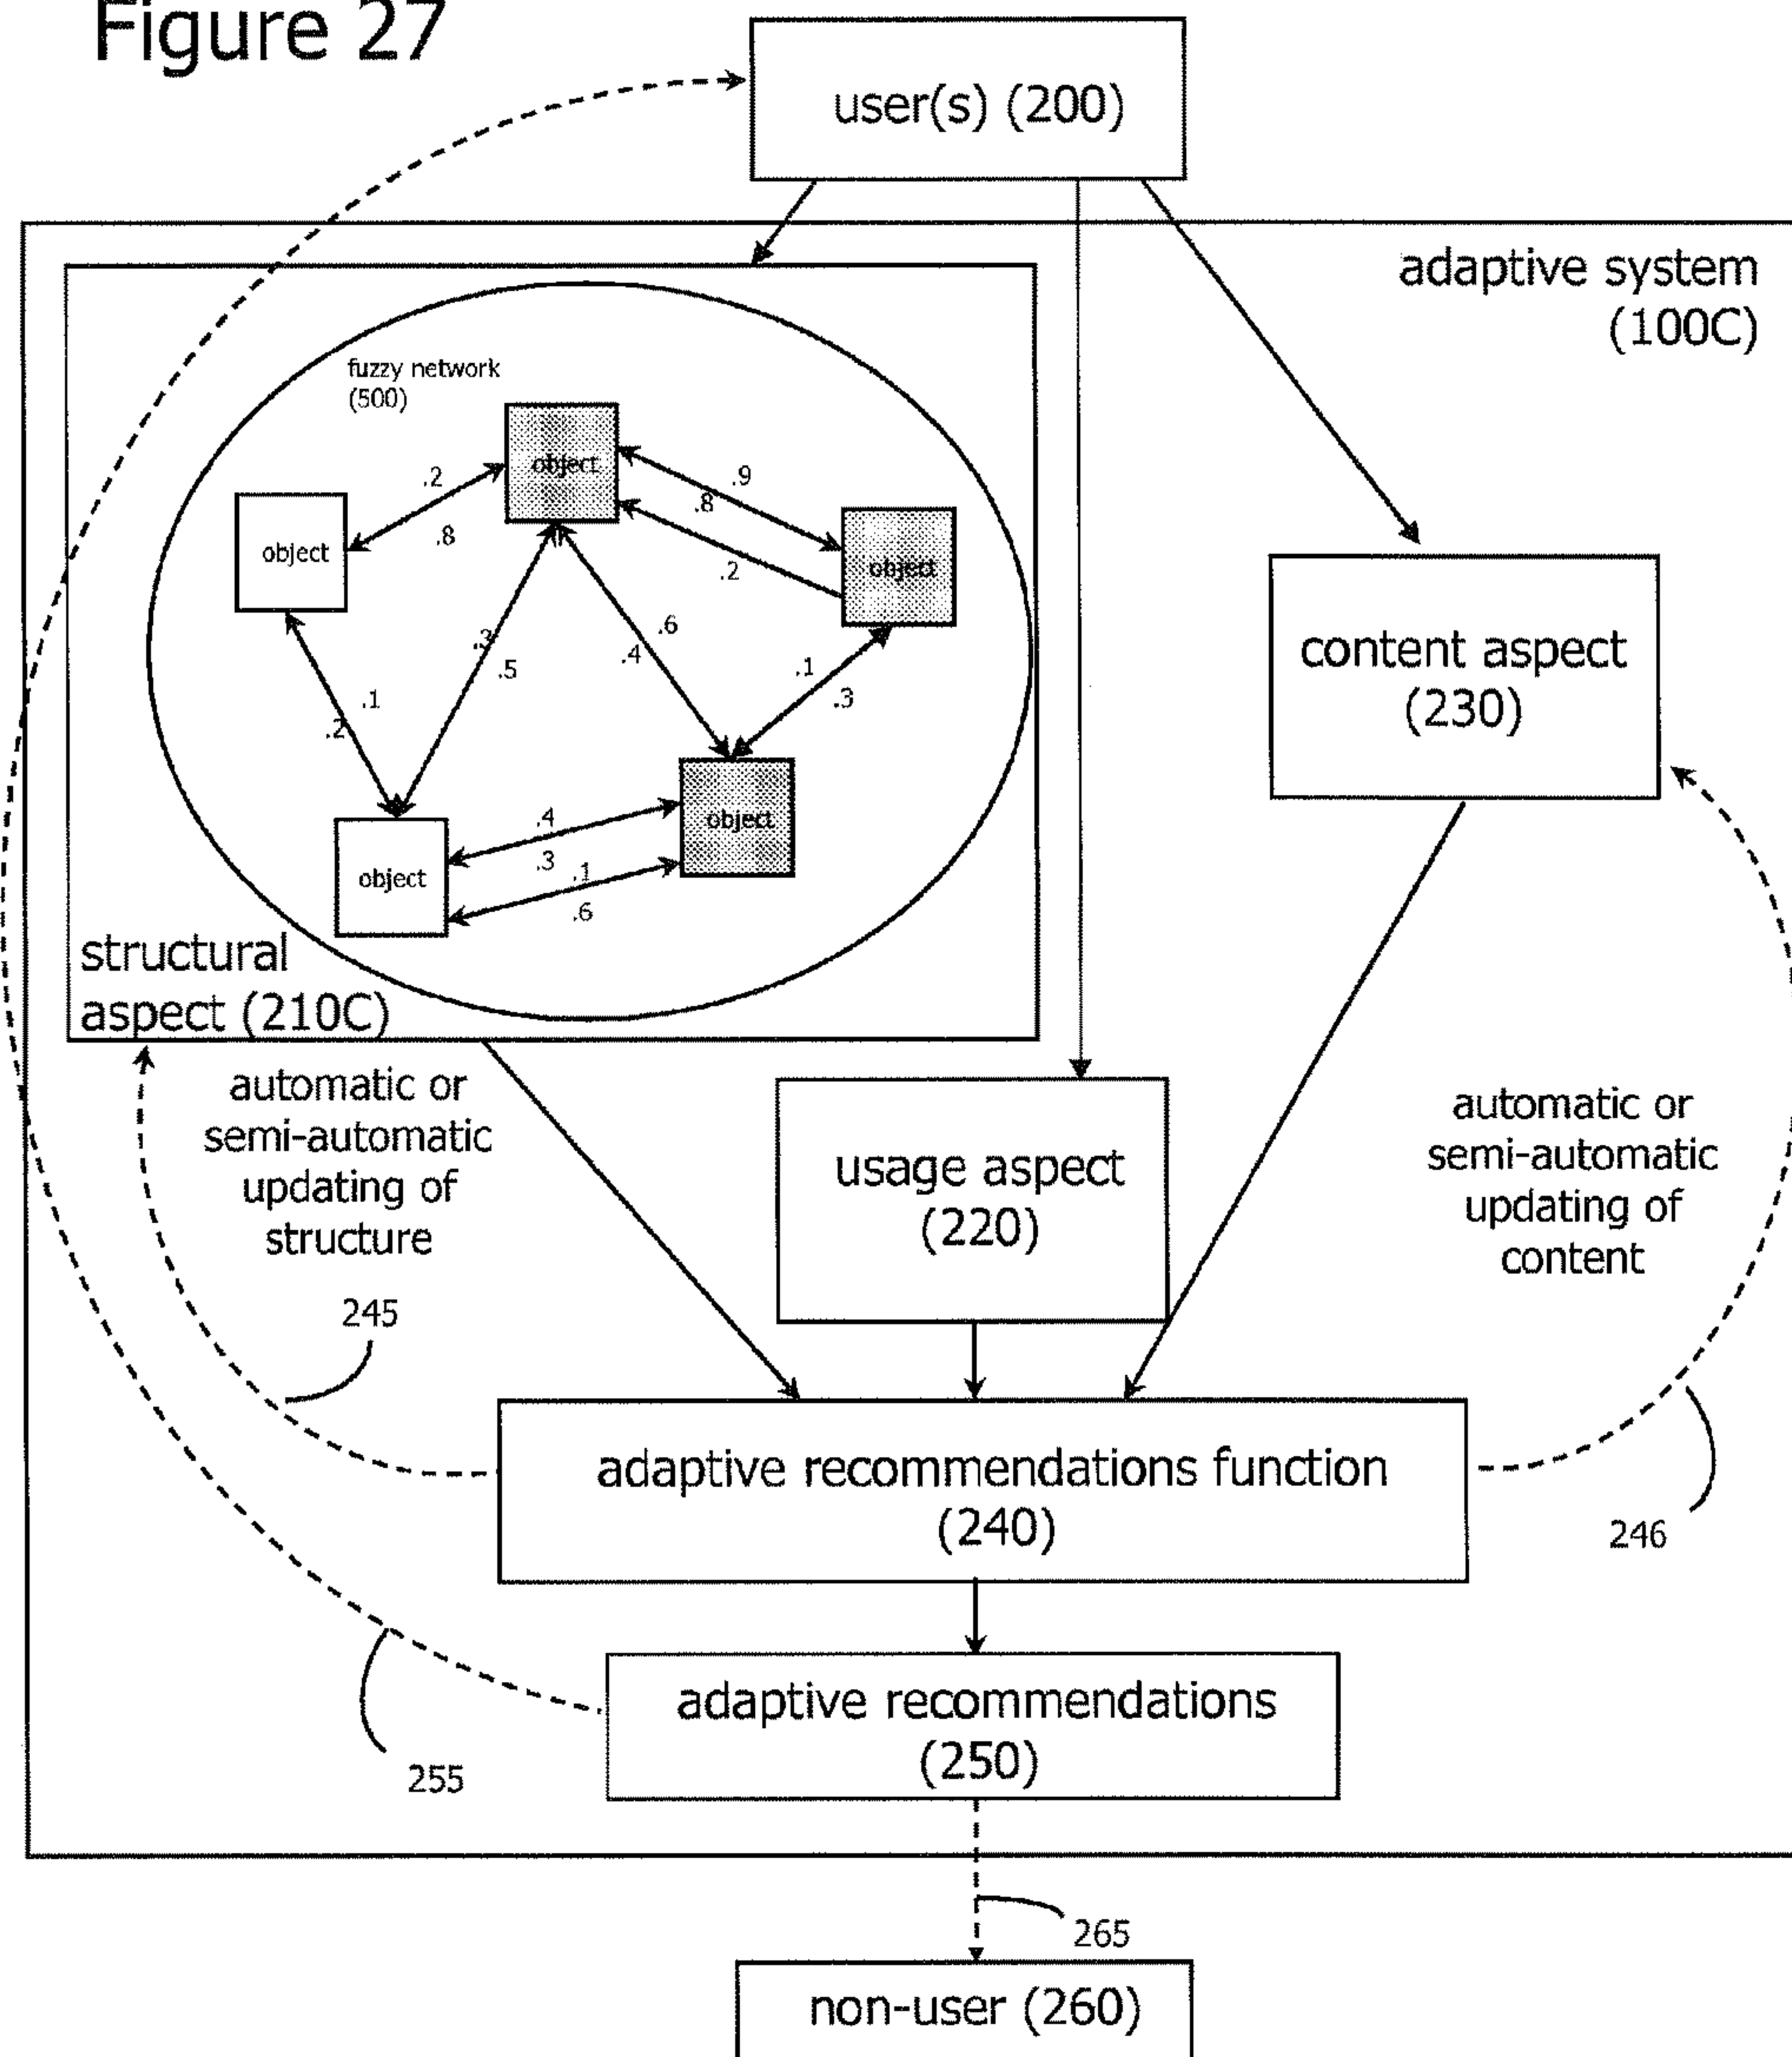 Figure 27
user(s) (200)
adaptive system
(100C)
fuzzy network
(500)
object
.2
.8
object
.9
.8
.2
object
.3
.5
.6
.4
.1
.3
.1
.2
object
.4
.3
.1
.6
object
content aspect
(230)
structural
aspect (210C)
automatic or
semi-automatic
updating of
structure
245
usage aspect
(220)
automatic or
semi-automatic
updating of
content
246
adaptive recommendations function
(240)
adaptive recommendations
(250)
255
265
non-user (260)